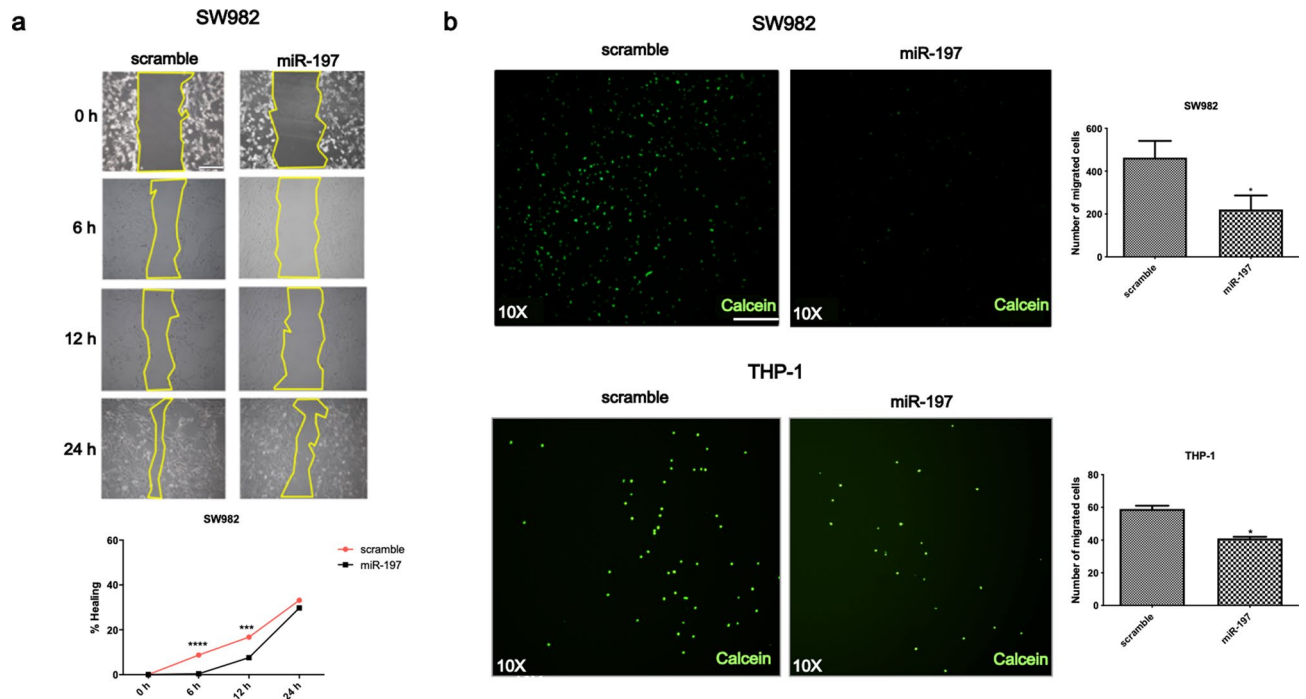 a
SW982
scramble miR-197
0 h
6 h
12 h
24 h
SW982
60
40
20
0
% Healing
**** ***
0 h 6 h 12 h 24 h
scramble
miR-197
b
SW982
scramble miR-197
10X Calcein
10X Calcein
SW982
600
400
200
0
Number of migrated cells
*
scramble miR-197
THP-1
scramble miR-197
10X Calcein
10X Calcein
THP-1
80
60
40
20
0
Number of migrated cells
*
scramble miR-197